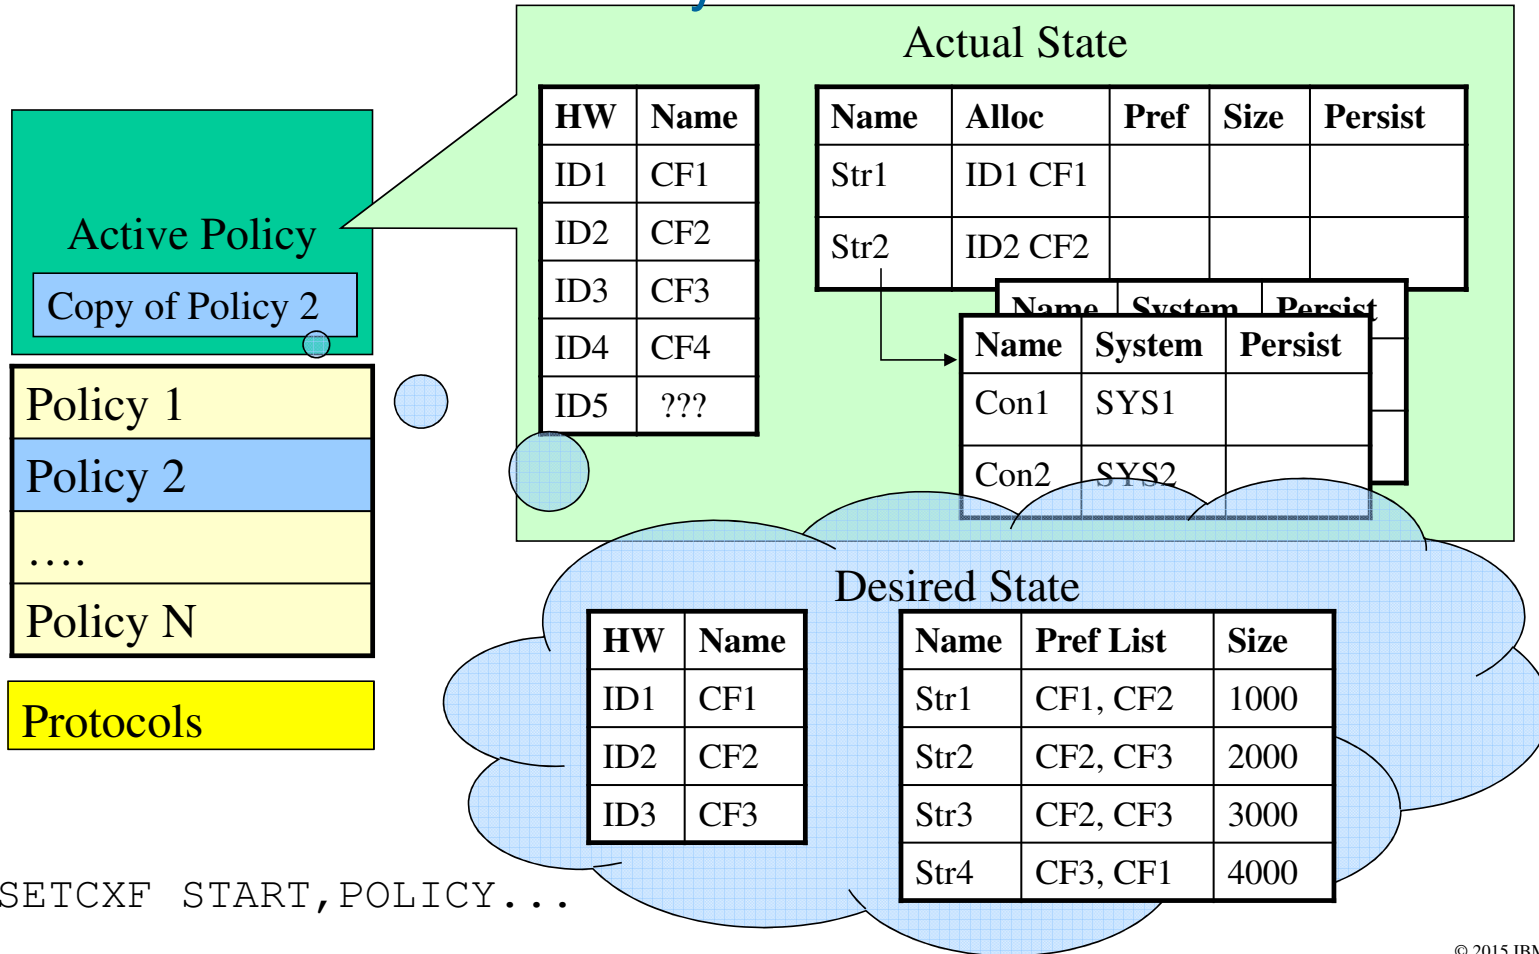 Actual State
HW Name
ID1 CF1
ID2 CF2
ID3 CF3
ID4 CF4
ID5 ???
Name Alloc Pref Size Persist
Str1 ID1 CF1
Str2 ID2 CF2
Name System Persist
Name System Persist
Con1 SYS1
Con2 SYS2
Active Policy
Copy of Policy 2
Policy 1
Policy 2
....
Policy N
Protocols
Desired State
HW Name
ID1 CF1
ID2 CF2
ID3 CF3
Name Pref List Size
Str1 CF1, CF2 1000
Str2 CF2, CF3 2000
Str3 CF2, CF3 3000
Str4 CF3, CF1 4000
SETCXF START,POLICY...
© 2015 IBM